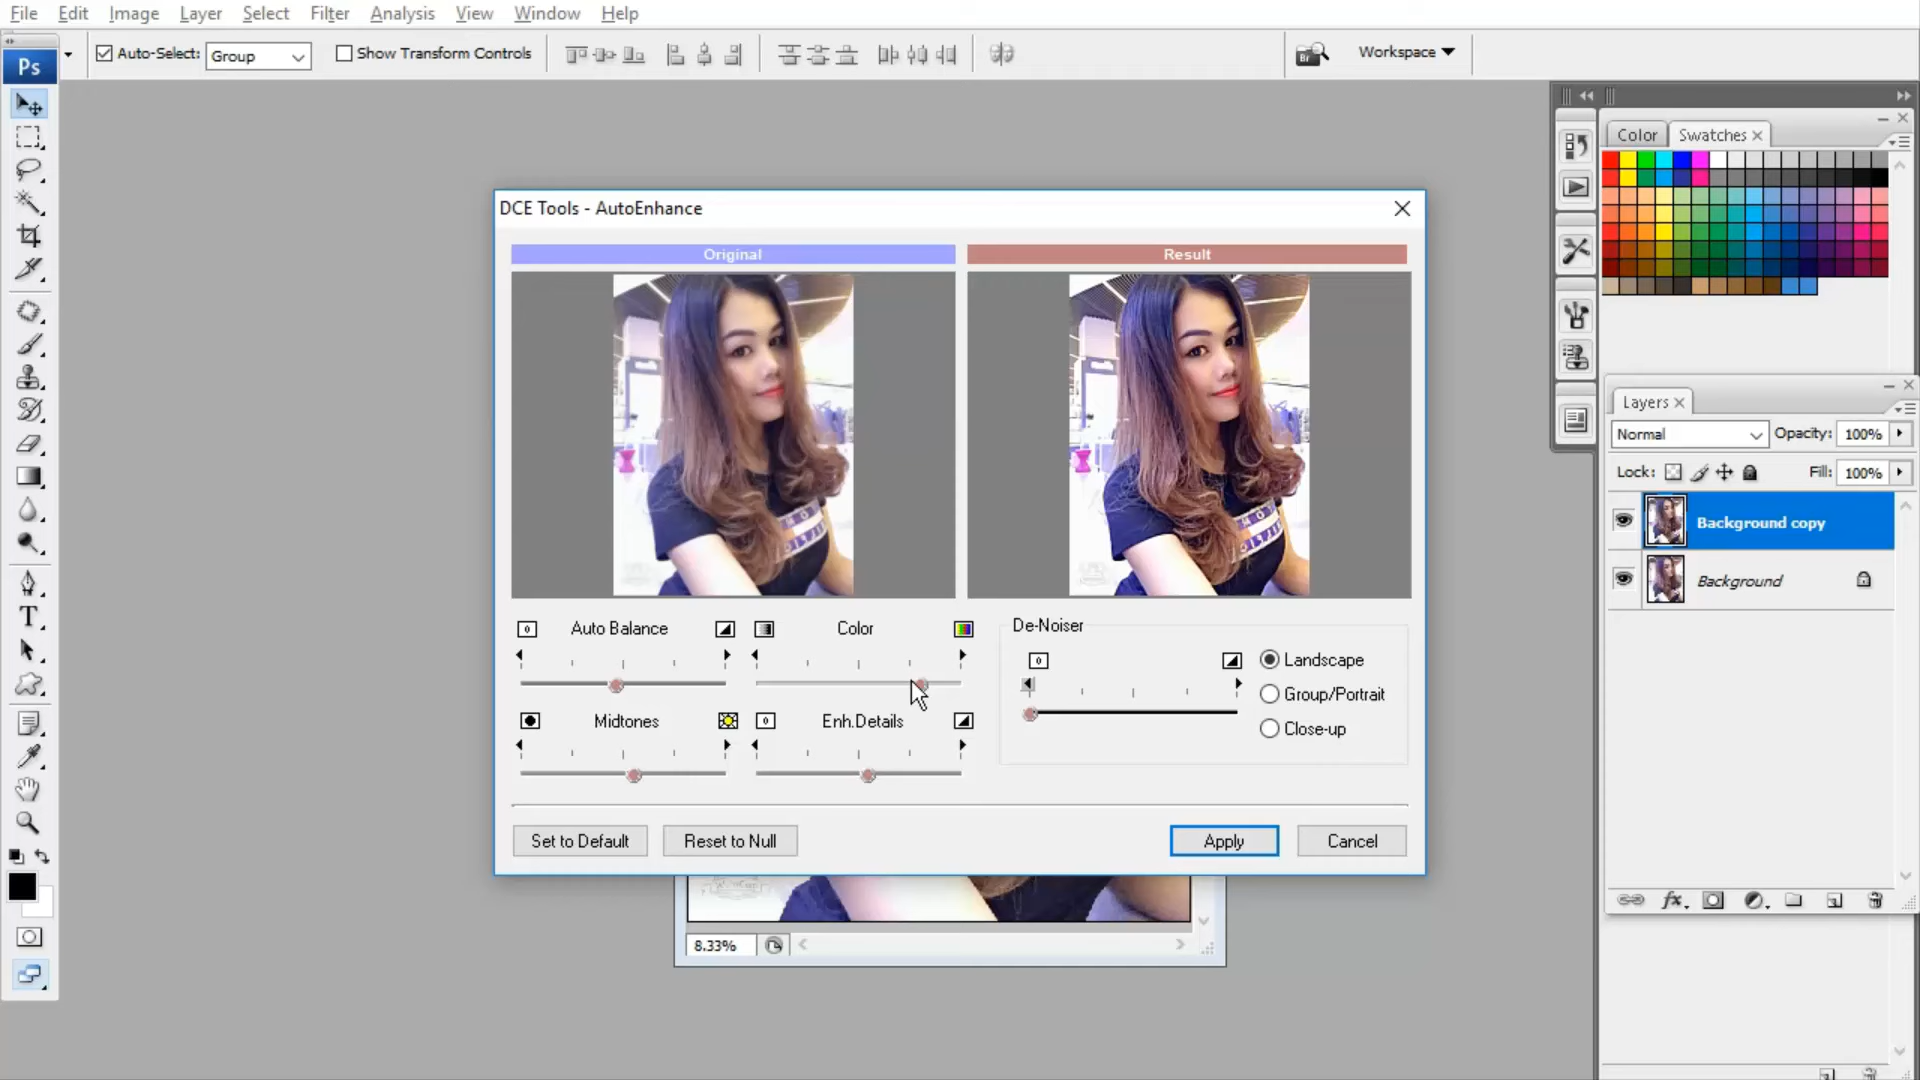 File Edit Image Layer Select Filter Analysis View Window Help
Ps Auto-Select: Group Show Transform Controls Br Workspace
DCE Tools - AutoEnhance
Original Result
Color Swatches
Layers
Normal Opacity: 100%
Lock: Fill: 100%
Background copy
Background
Auto Balance Color De-Noiser
Landscape
Group/Portrait
Midtones Enh.Details Close-up
Set to Default Reset to Null Apply Cancel
8.33%